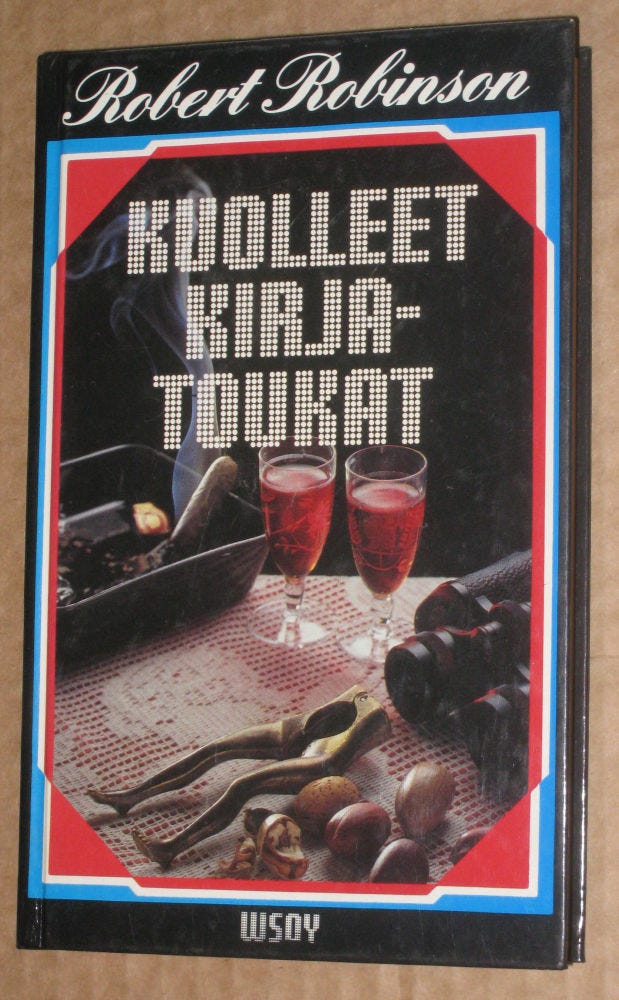 Robert Robinson
KUOLLEET
KIRJA-
TOUKAT
WSOY